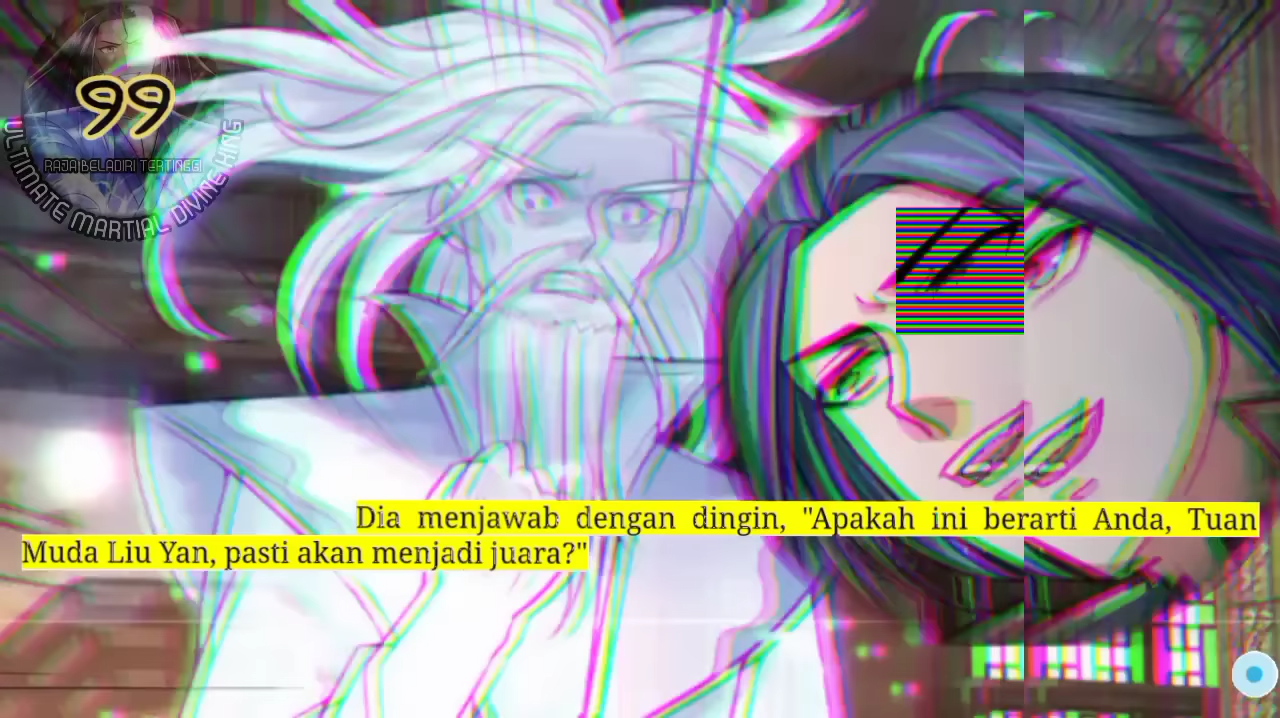 99
RAJA BELADIRI TERTINGGI
ULTIMATE MARTIAL DIVINE KING
Dia menjawab dengan dingin, "Apakah ini berarti Anda, Tuan
Muda Liu Yan, pasti akan menjadi juara?"